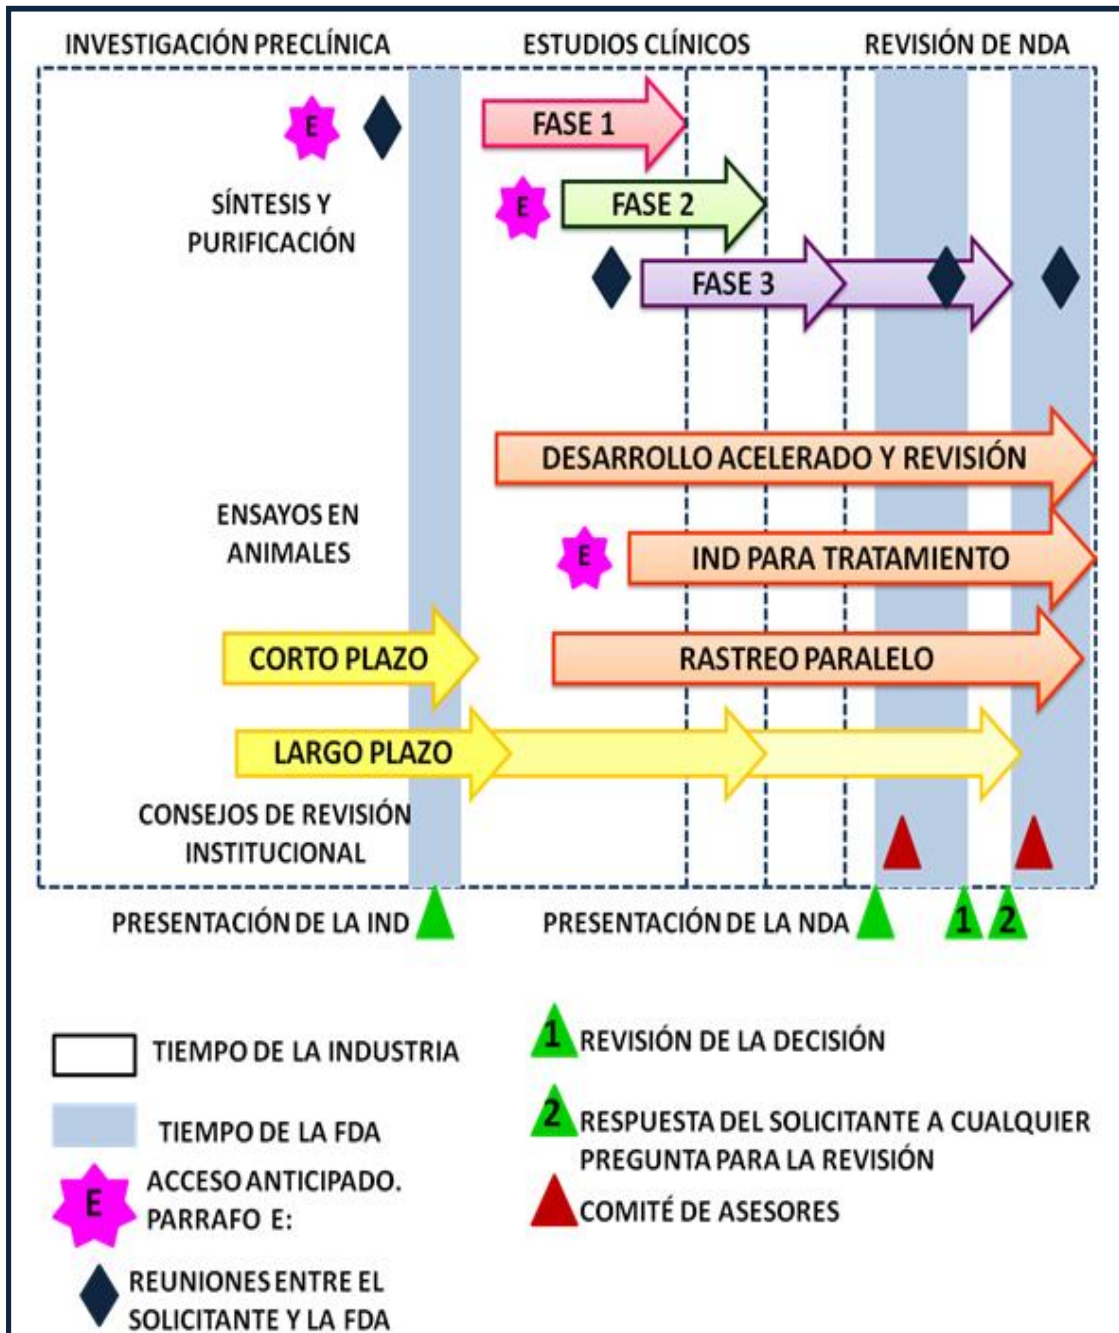 INVESTIGACIÓN PRECLÍNICA
ESTUDIOS CLÍNICOS
REVISIÓN DE NDA
E
FASE 1
SÍNTESIS Y
PURIFICACIÓN
E
FASE 2
FASE 3
DESARROLLO ACELERADO Y REVISIÓN
ENSAYOS EN
ANIMALES
E
IND PARA TRATAMIENTO
CORTO PLAZO
RASTREO PARALELO
LARGO PLAZO
CONSEJOS DE REVISIÓN
INSTITUCIONAL
PRESENTACIÓN DE LA IND
PRESENTACIÓN DE LA NDA
1
2
TIEMPO DE LA INDUSTRIA
TIEMPO DE LA FDA
E
ACCESO ANTICIPADO.
PARRAFO E:
REUNIONES ENTRE EL
SOLICITANTE Y LA FDA
1
REVISIÓN DE LA DECISIÓN
2
RESPUESTA DEL SOLICITANTE A CUALQUIER
PREGUNTA PARA LA REVISIÓN
COMITÉ DE ASESORES